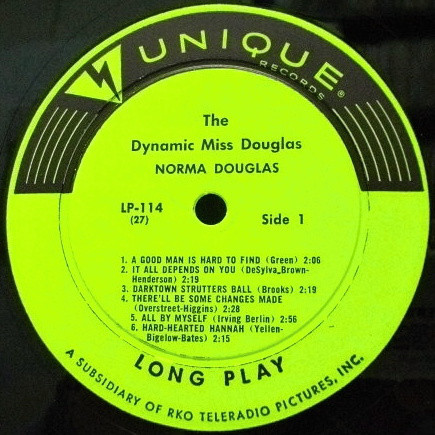 UNIQUE
RECORDS®
The
Dynamic Miss Douglas
NORMA DOUGLAS
LP-114
(27)
Side 1
1. A GOOD MAN IS HARD TO FIND (Green) 2:06
2. IT ALL DEPENDS ON YOU (DeSylva-Brown-
Henderson) 2:19
3. DARKTOWN STRUTTERS BALL (Brooks) 2:19
4. THERE'LL BE SOME CHANGES MADE
(Overstreet-Higgins) 2:28
5. ALL BY MYSELF (Irving Berlin) 2:56
6. HARD-HEARTED HANNAH (Yellen-
Bigelow-Bates) 2:15
LONG PLAY
A SUBSIDIARY OF RKO TELERADIO PICTURES, INC.